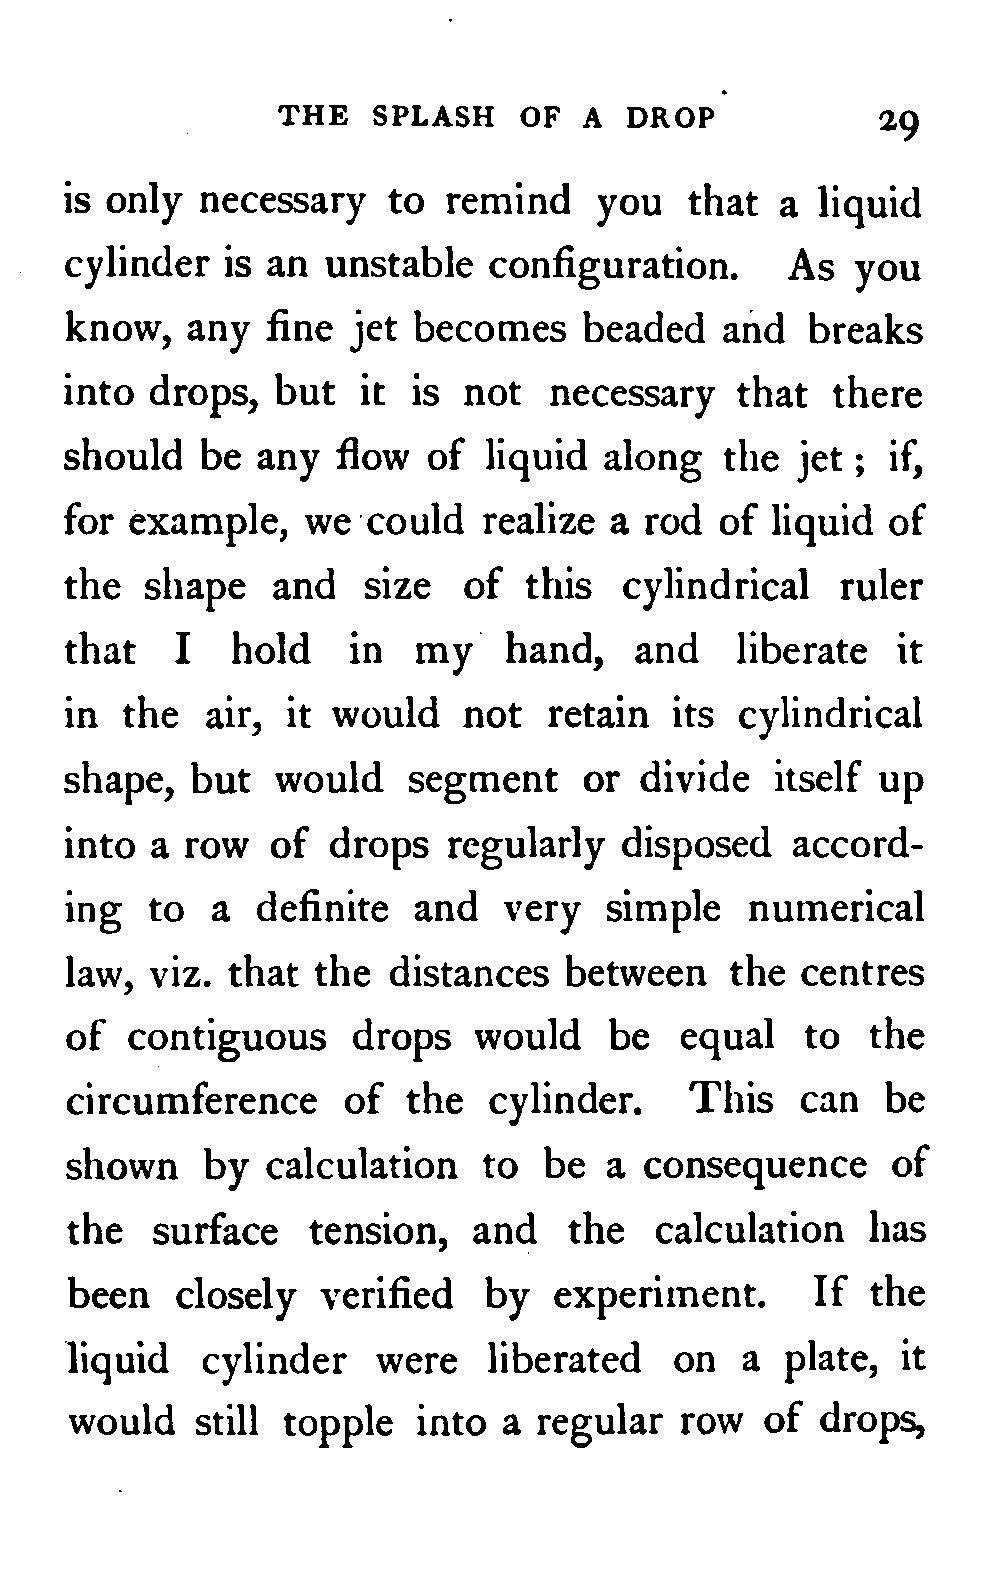 THE SPLASH OF A DROP 29
is only necessary to remind you that a liquid
cylinder is an unstable configuration. As you
know, any fine jet becomes beaded and breaks
into drops, but it is not necessary that there
should be any flow of liquid along the jet ; if,
for example, we could realize a rod of liquid of
the shape and size of this cylindrical ruler
that I hold in my hand, and liberate it
in the air, it would not retain its cylindrical
shape, but would segment or divide itself up
into a row of drops regularly disposed accord-
ing to a definite and very simple numerical
law, viz. that the distances between the centres
of contiguous drops would be equal to the
circumference of the cylinder. This can be
shown by calculation to be a consequence of
the surface tension, and the calculation has
been closely verified by experiment. If the
liquid cylinder were liberated on a plate, it
would still topple into a regular row of drops,